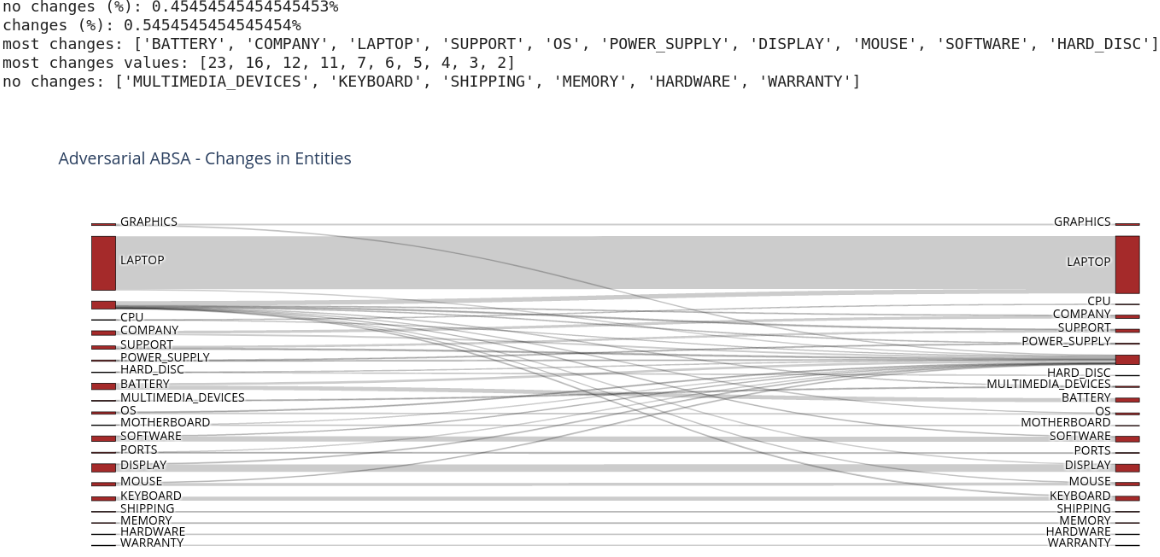 no changes (%): 0.45454545454545453%
changes (%): 0.5454545454545454%
most changes: ['BATTERY', 'COMPANY', 'LAPTOP', 'SUPPORT', 'OS', 'POWER_SUPPLY', 'DISPLAY', 'MOUSE', 'SOFTWARE', 'HARD_DISC']
most changes values: [23, 16, 12, 11, 7, 6, 5, 4, 3, 2]
no changes: ['MULTIMEDIA_DEVICES', 'KEYBOARD', 'SHIPPING', 'MEMORY', 'HARDWARE', 'WARRANTY']
Adversarial ABSA - Changes in Entities
GRAPHICS GRAPHICS
LAPTOP LAPTOP
CPU
CPU
COMPANY
COMPANY
SUPPORT
SUPPORT
POWER_SUPPLY
POWER_SUPPLY
HARD_DISC HARD_DISC
BATTERY MULTIMEDIA_DEVICES
MULTIMEDIA_DEVICES BATTERY
OS OS
MOTHERBOARD MOTHERBOARD
SOFTWARE SOFTWARE
PORTS PORTS
DISPLAY DISPLAY
MOUSE MOUSE
KEYBOARD KEYBOARD
SHIPPING SHIPPING
MEMORY MEMORY
HARDWARE HARDWARE
WARRANTY WARRANTY